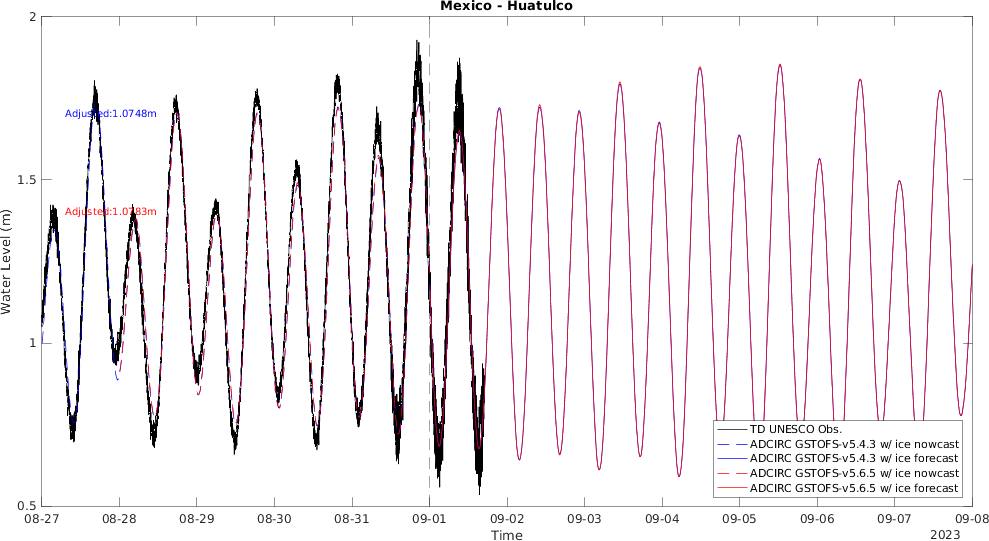 Mexico - Huatulco
2
1.5
1
0.5
Water Level (m)
Adjusted:1.0748m
Adjusted:1.0783m
TD UNESCO Obs.
ADCIRC GSTOFS-v5.4.3 w/ ice nowcast
ADCIRC GSTOFS-v5.4.3 w/ ice forecast
ADCIRC GSTOFS-v5.6.5 w/ ice nowcast
ADCIRC GSTOFS-v5.6.5 w/ ice forecast
08-27 08-28 08-29 08-30 08-31 09-01 09-02 09-03 09-04 09-05 09-06 09-07 09-08
Time
2023